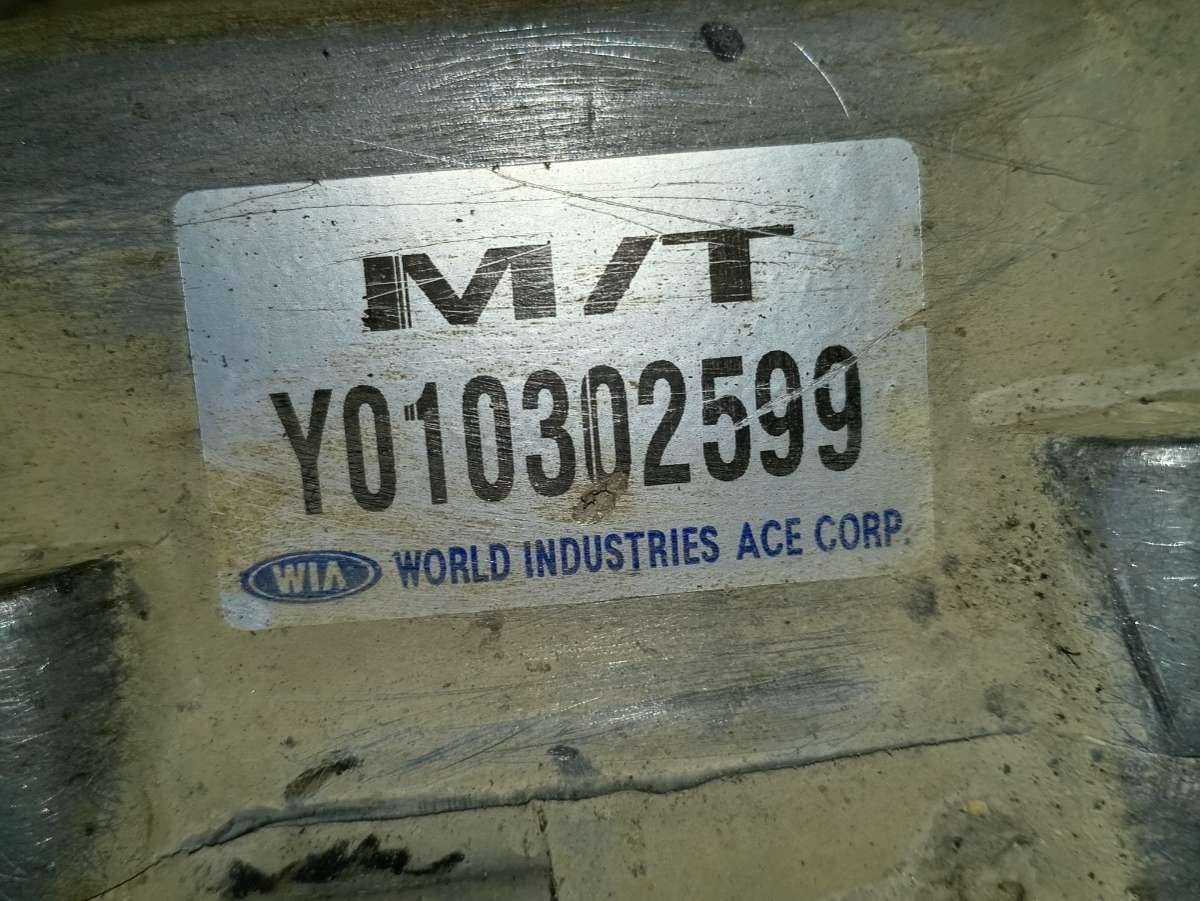 M/T
Y010302599
WIA WORLD INDUSTRIES ACE CORP.